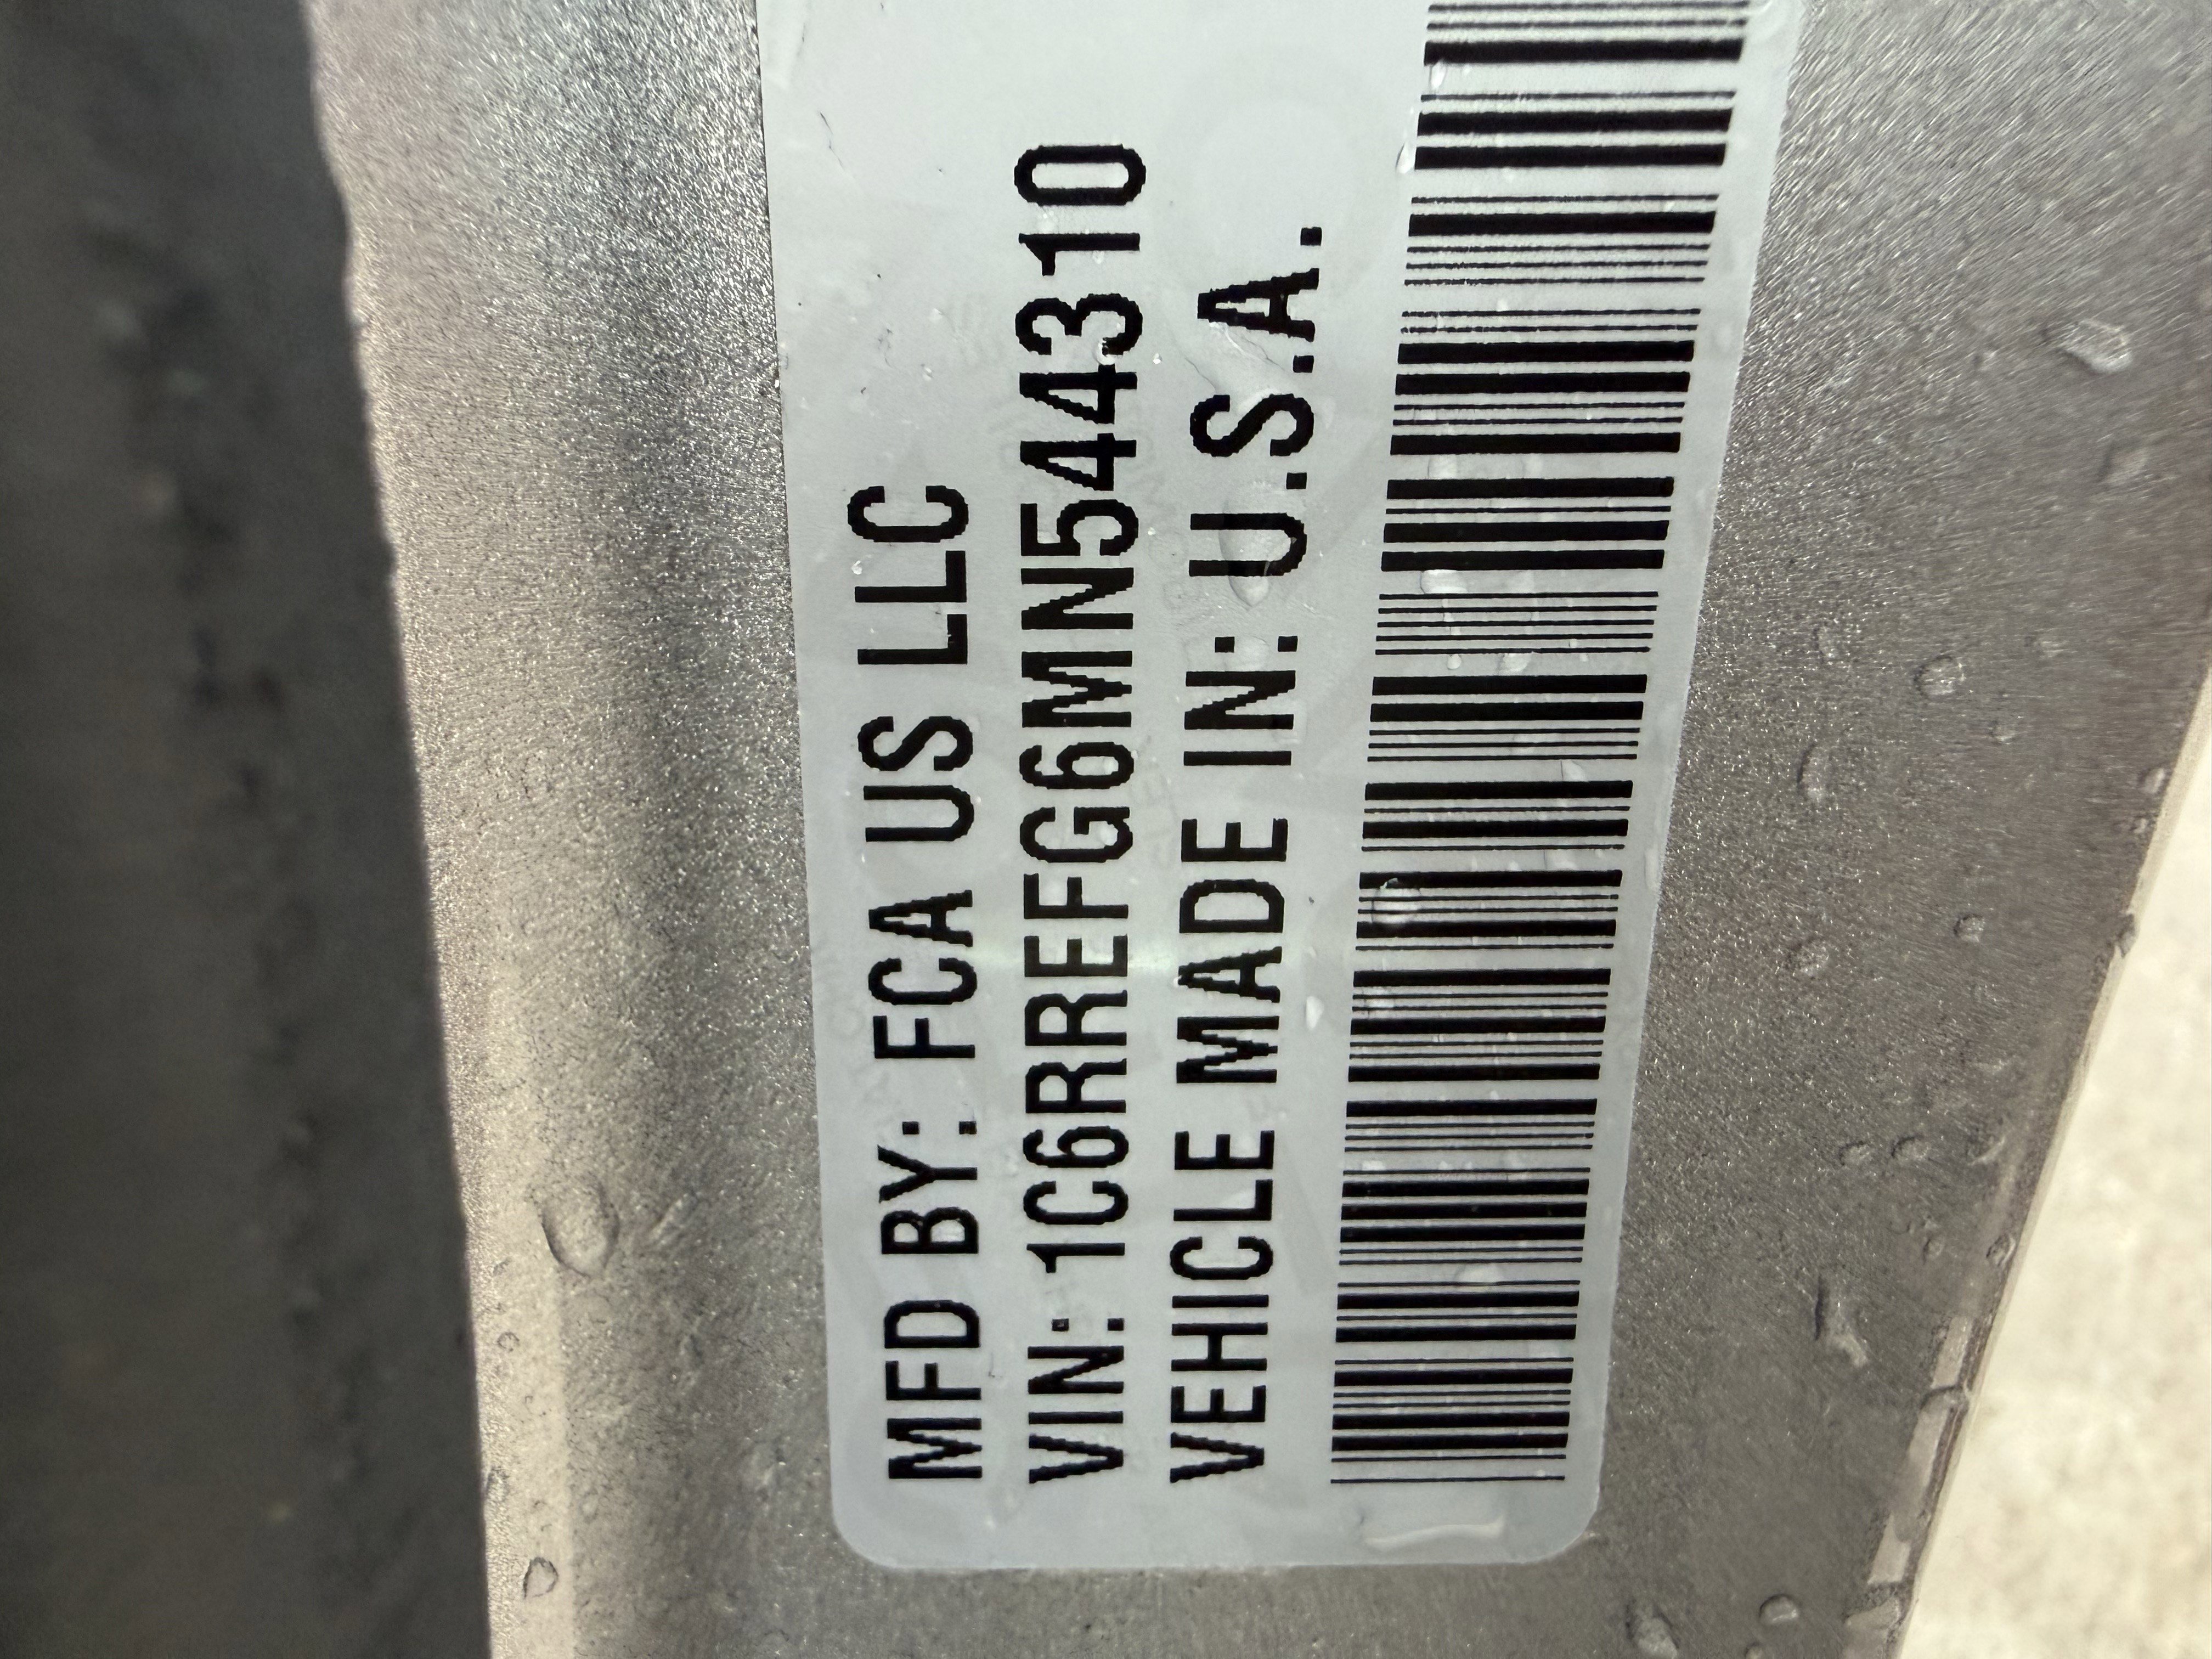 MFD BY: FCA US LLC
VIN: 1C6RREFG6MN544310
VEHICLE MADE IN: U.S.A.